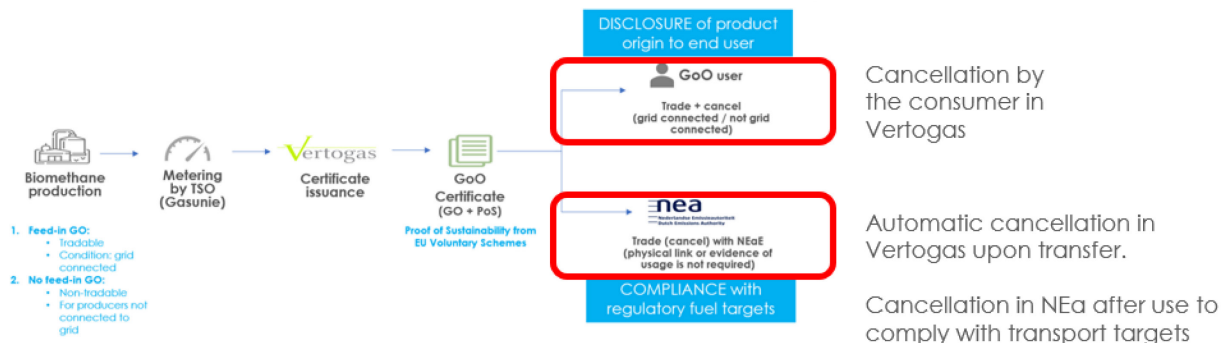 DISCLOSURE of product
origin to end user
GoO user
Trade + cancel
(grid connected / not grid
connected)
Cancellation by
the consumer in
Vertogas
Biomethane
production
Metering
by TSO
(Gasunie)
Vertogas
Certificate
issuance
GoO
Certificate
(GO + PoS)
Proof of Sustainability from
EU Voluntary Schemes
1. Feed-in GO:
• Tradable
• Condition: grid
connected
2. No feed-in GO:
• Non-tradable
• For producers not
connected to
grid
nea
Nederlandse Emissieautoriteit
Dutch Emissions Authority
Trade (cancel) with NEaE
(physical link or evidence of
usage is not required)
COMPLIANCE with
regulatory fuel targets
Automatic cancellation in
Vertogas upon transfer.
Cancellation in NEa after use to
comply with transport targets